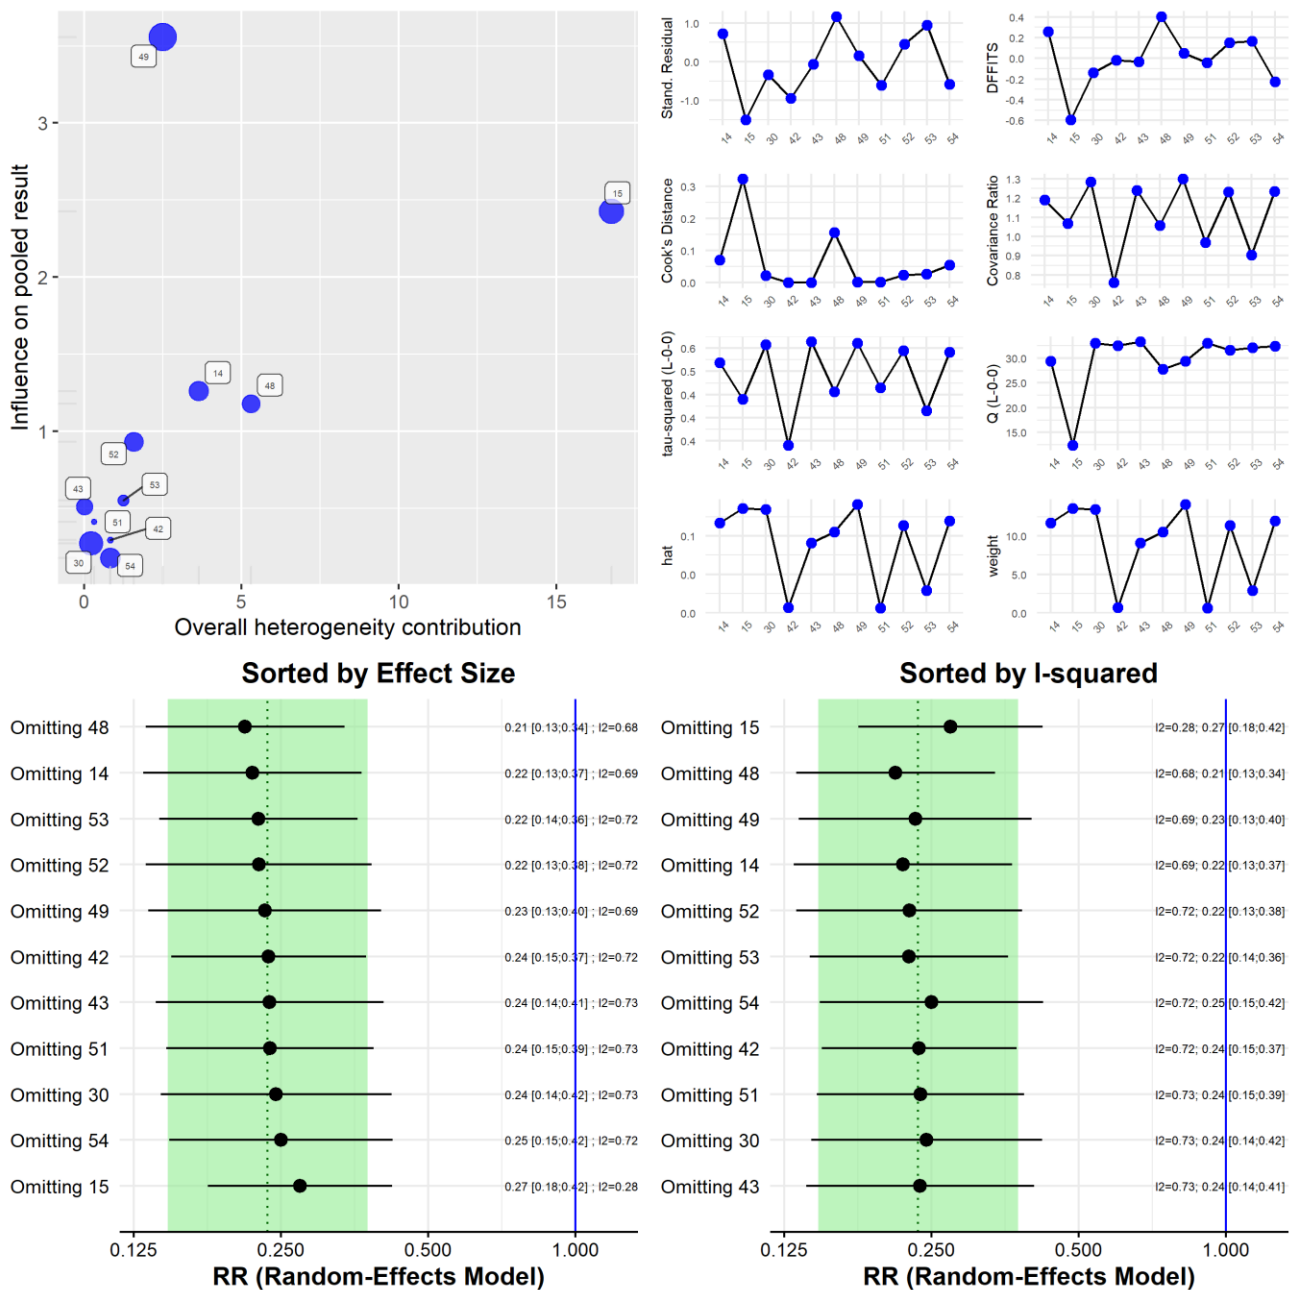 49
15
14
48
52
43
53
51
42
30
54
3
2
1
0
5
10
15
Influence on pooled result
Overall heterogeneity contribution
Stand. Residual
1.0
0.0
-1.0
14 15 30 42 43 48 49 51 52 53 54
DFFITS
0.4
0.2
0.0
-0.2
-0.4
-0.6
14 15 30 42 43 48 49 51 52 53 54
Cook's Distance
0.3
0.2
0.1
0.0
14 15 30 42 43 48 49 51 52 53 54
Covariance Ratio
1.3
1.2
1.1
1.0
0.9
0.8
14 15 30 42 43 48 49 51 52 53 54
tau-squared (L-0-0)
0.6
0.5
0.4
0.4
0.4
14 15 30 42 43 48 49 51 52 53 54
Q (L-0-0)
30.0
25.0
20.0
15.0
14 15 30 42 43 48 49 51 52 53 54
hat
0.1
0.0
0.0
14 15 30 42 43 48 49 51 52 53 54
weight
10.0
5.0
0.0
14 15 30 42 43 48 49 51 52 53 54
Sorted by Effect Size
Omitting 48 0.21 [0.13;0.34] ; I2=0.68
Omitting 14 0.22 [0.13;0.37] ; I2=0.69
Omitting 53 0.22 [0.14;0.36] ; I2=0.72
Omitting 52 0.22 [0.13;0.38] ; I2=0.72
Omitting 49 0.23 [0.13;0.40] ; I2=0.69
Omitting 42 0.24 [0.15;0.37] ; I2=0.72
Omitting 43 0.24 [0.14;0.41] ; I2=0.73
Omitting 51 0.24 [0.15;0.39] ; I2=0.73
Omitting 30 0.24 [0.14;0.42] ; I2=0.73
Omitting 54 0.25 [0.15;0.42] ; I2=0.72
Omitting 15 0.27 [0.18;0.42] ; I2=0.28
0.125 0.250 0.500 1.000
RR (Random-Effects Model)
Sorted by I-squared
Omitting 15 I2=0.28; 0.27 [0.18;0.42]
Omitting 48 I2=0.68; 0.21 [0.13;0.34]
Omitting 49 I2=0.69; 0.23 [0.13;0.40]
Omitting 14 I2=0.69; 0.22 [0.13;0.37]
Omitting 52 I2=0.72; 0.22 [0.13;0.38]
Omitting 53 I2=0.72; 0.22 [0.14;0.36]
Omitting 54 I2=0.72; 0.25 [0.15;0.42]
Omitting 42 I2=0.72; 0.24 [0.15;0.37]
Omitting 51 I2=0.73; 0.24 [0.15;0.39]
Omitting 30 I2=0.73; 0.24 [0.14;0.42]
Omitting 43 I2=0.73; 0.24 [0.14;0.41]
0.125 0.250 0.500 1.000
RR (Random-Effects Model)